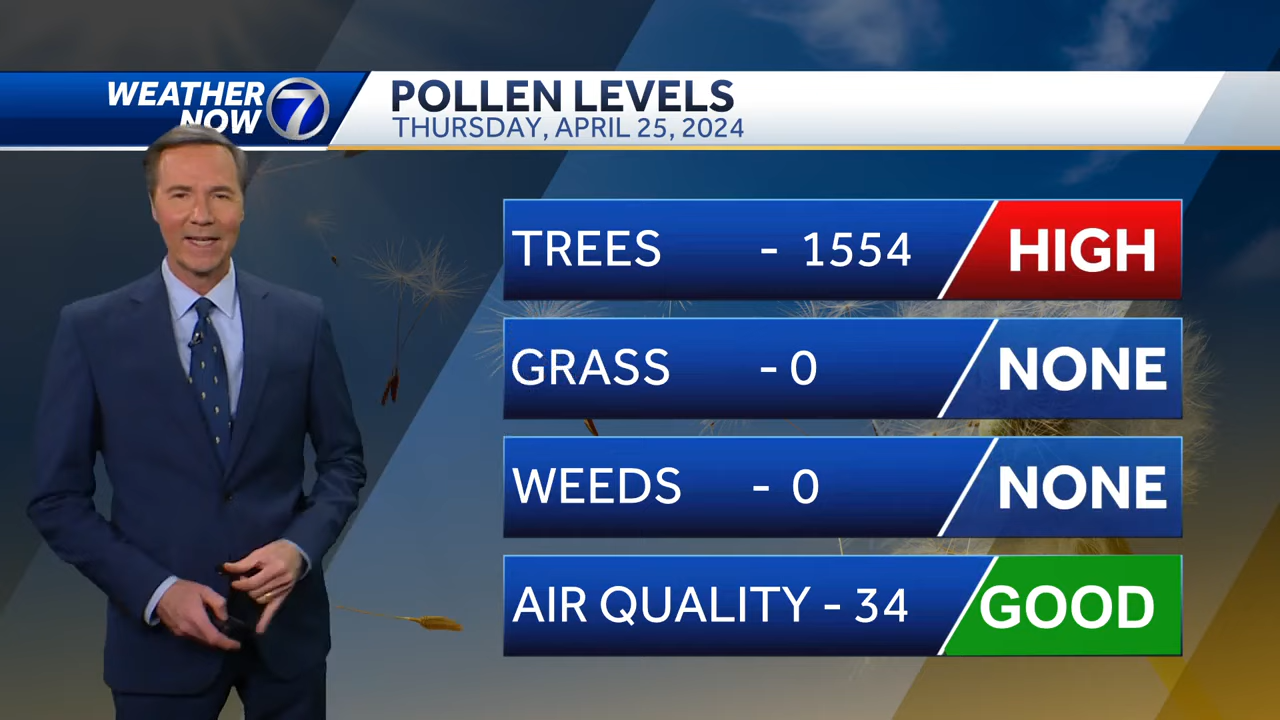 WEATHER
NOW 7
POLLEN LEVELS
THURSDAY, APRIL 25, 2024
TREES - 1554 HIGH
GRASS - 0 NONE
WEEDS - 0 NONE
AIR QUALITY - 34 GOOD